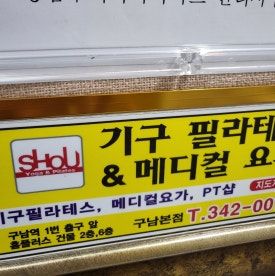 SHOU
Yoga & Pilates
기구 필라테
& 메디컬 요
기구필라테스, 메디컬요가, PT샵
구남역 1번 출구 앞
홈플러스 건물 2층,6층
구남본점 T.342-00